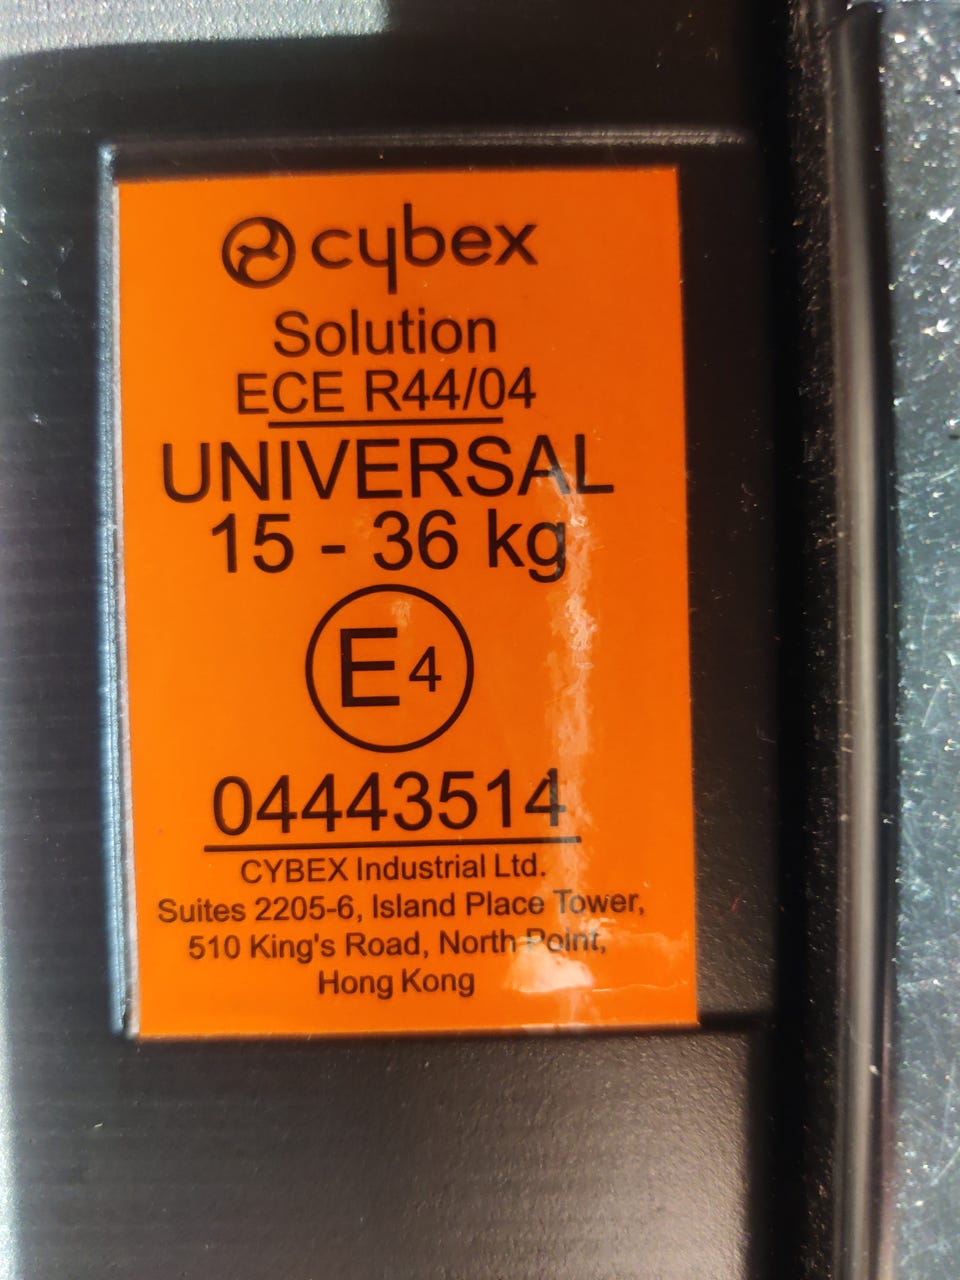 cybex
Solution
ECE R44/04
UNIVERSAL
15 - 36 kg
E4
04443514
CYBEX Industrial Ltd.
Suites 2205-6, Island Place Tower,
510 King's Road, North Point,
Hong Kong